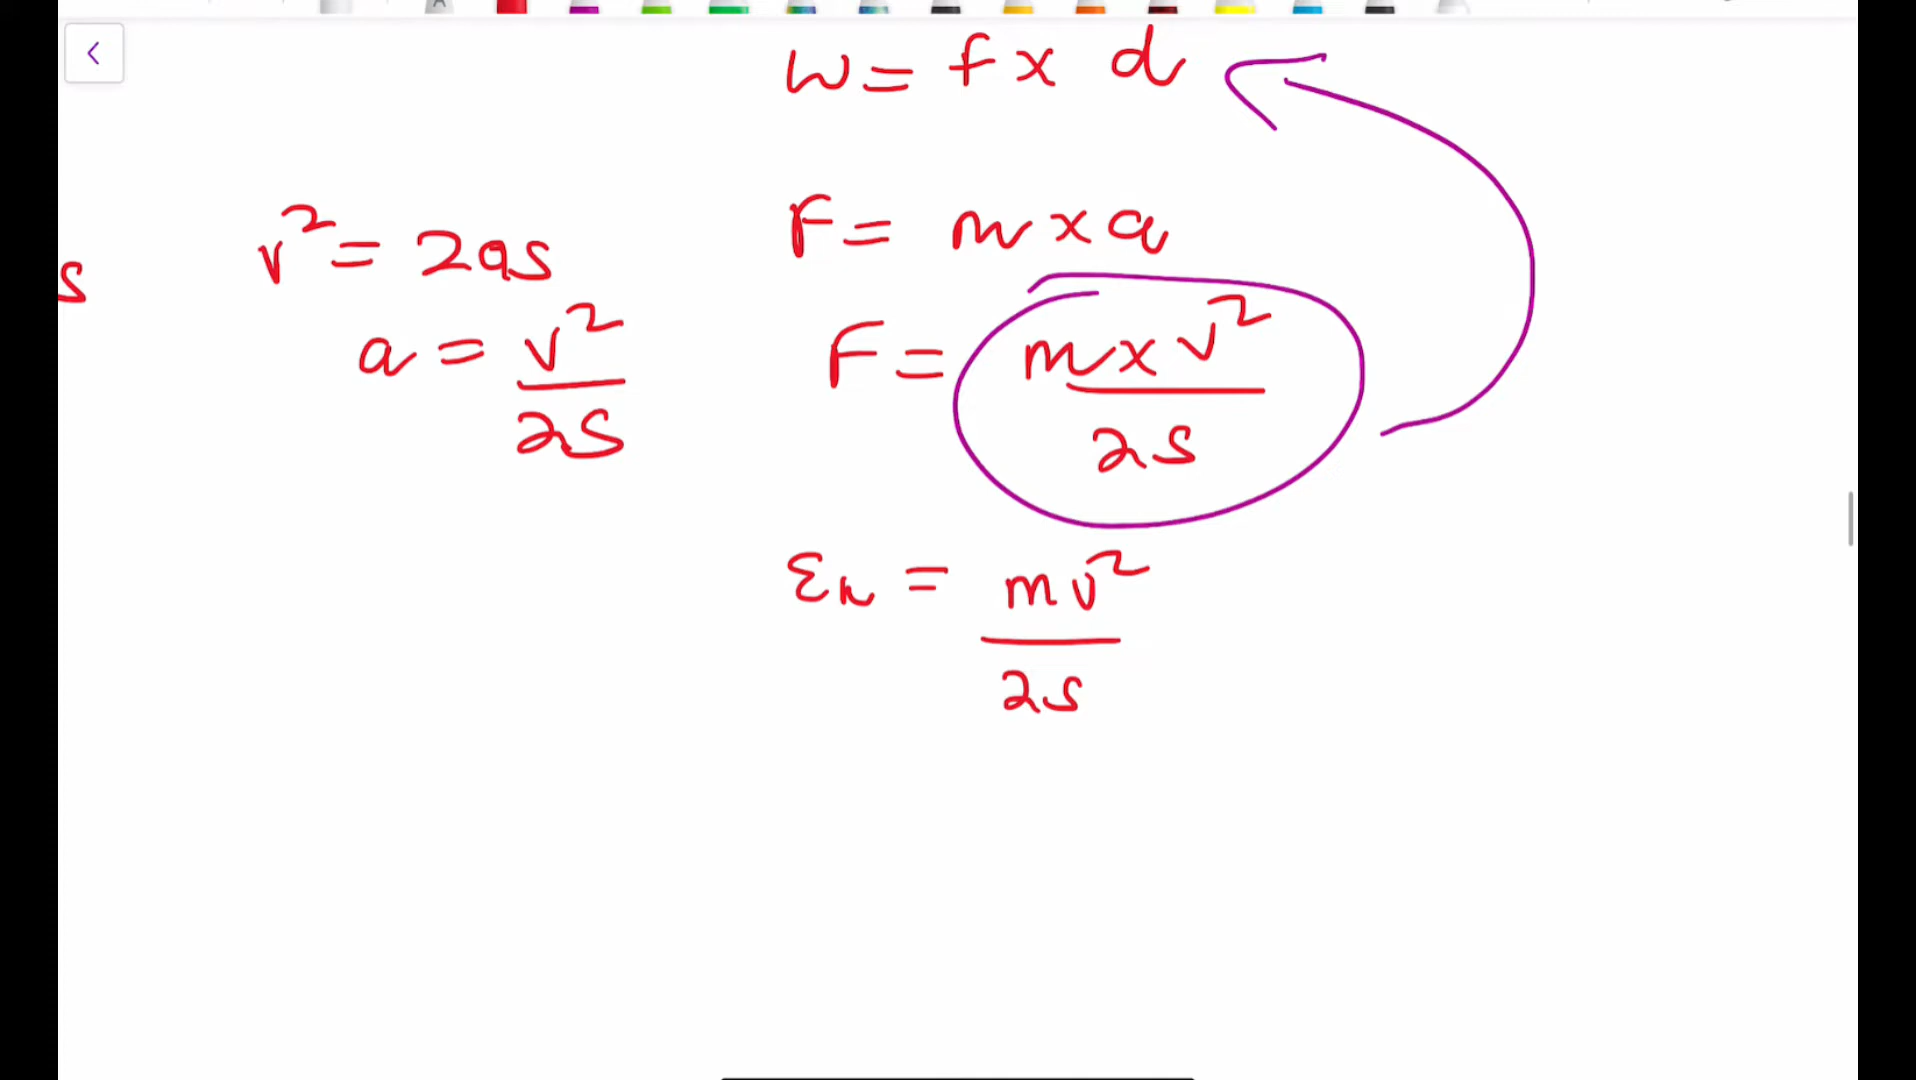 W = F x d
s
v² = 2as
F = m x a
a = v²
2s
F = m x v²
2s
Ek = mv²
2s